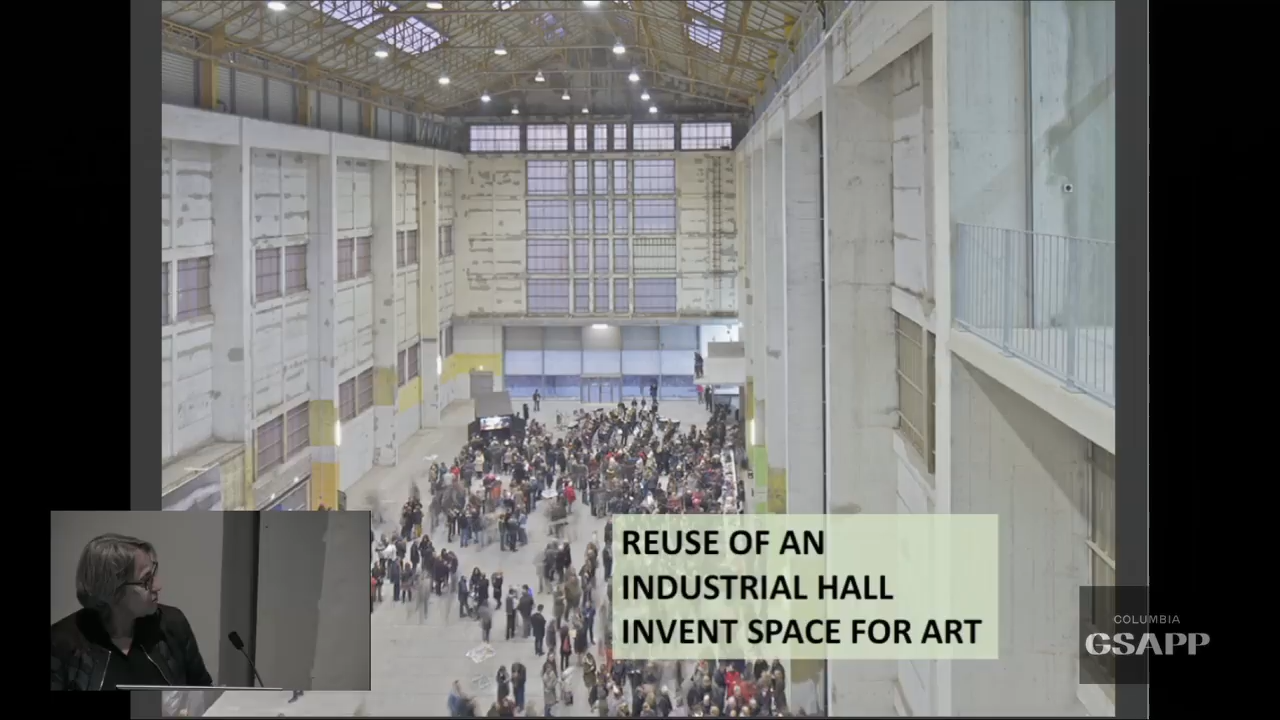 REUSE OF AN
INDUSTRIAL HALL
INVENT SPACE FOR ART
COLUMBIA
GSAPP